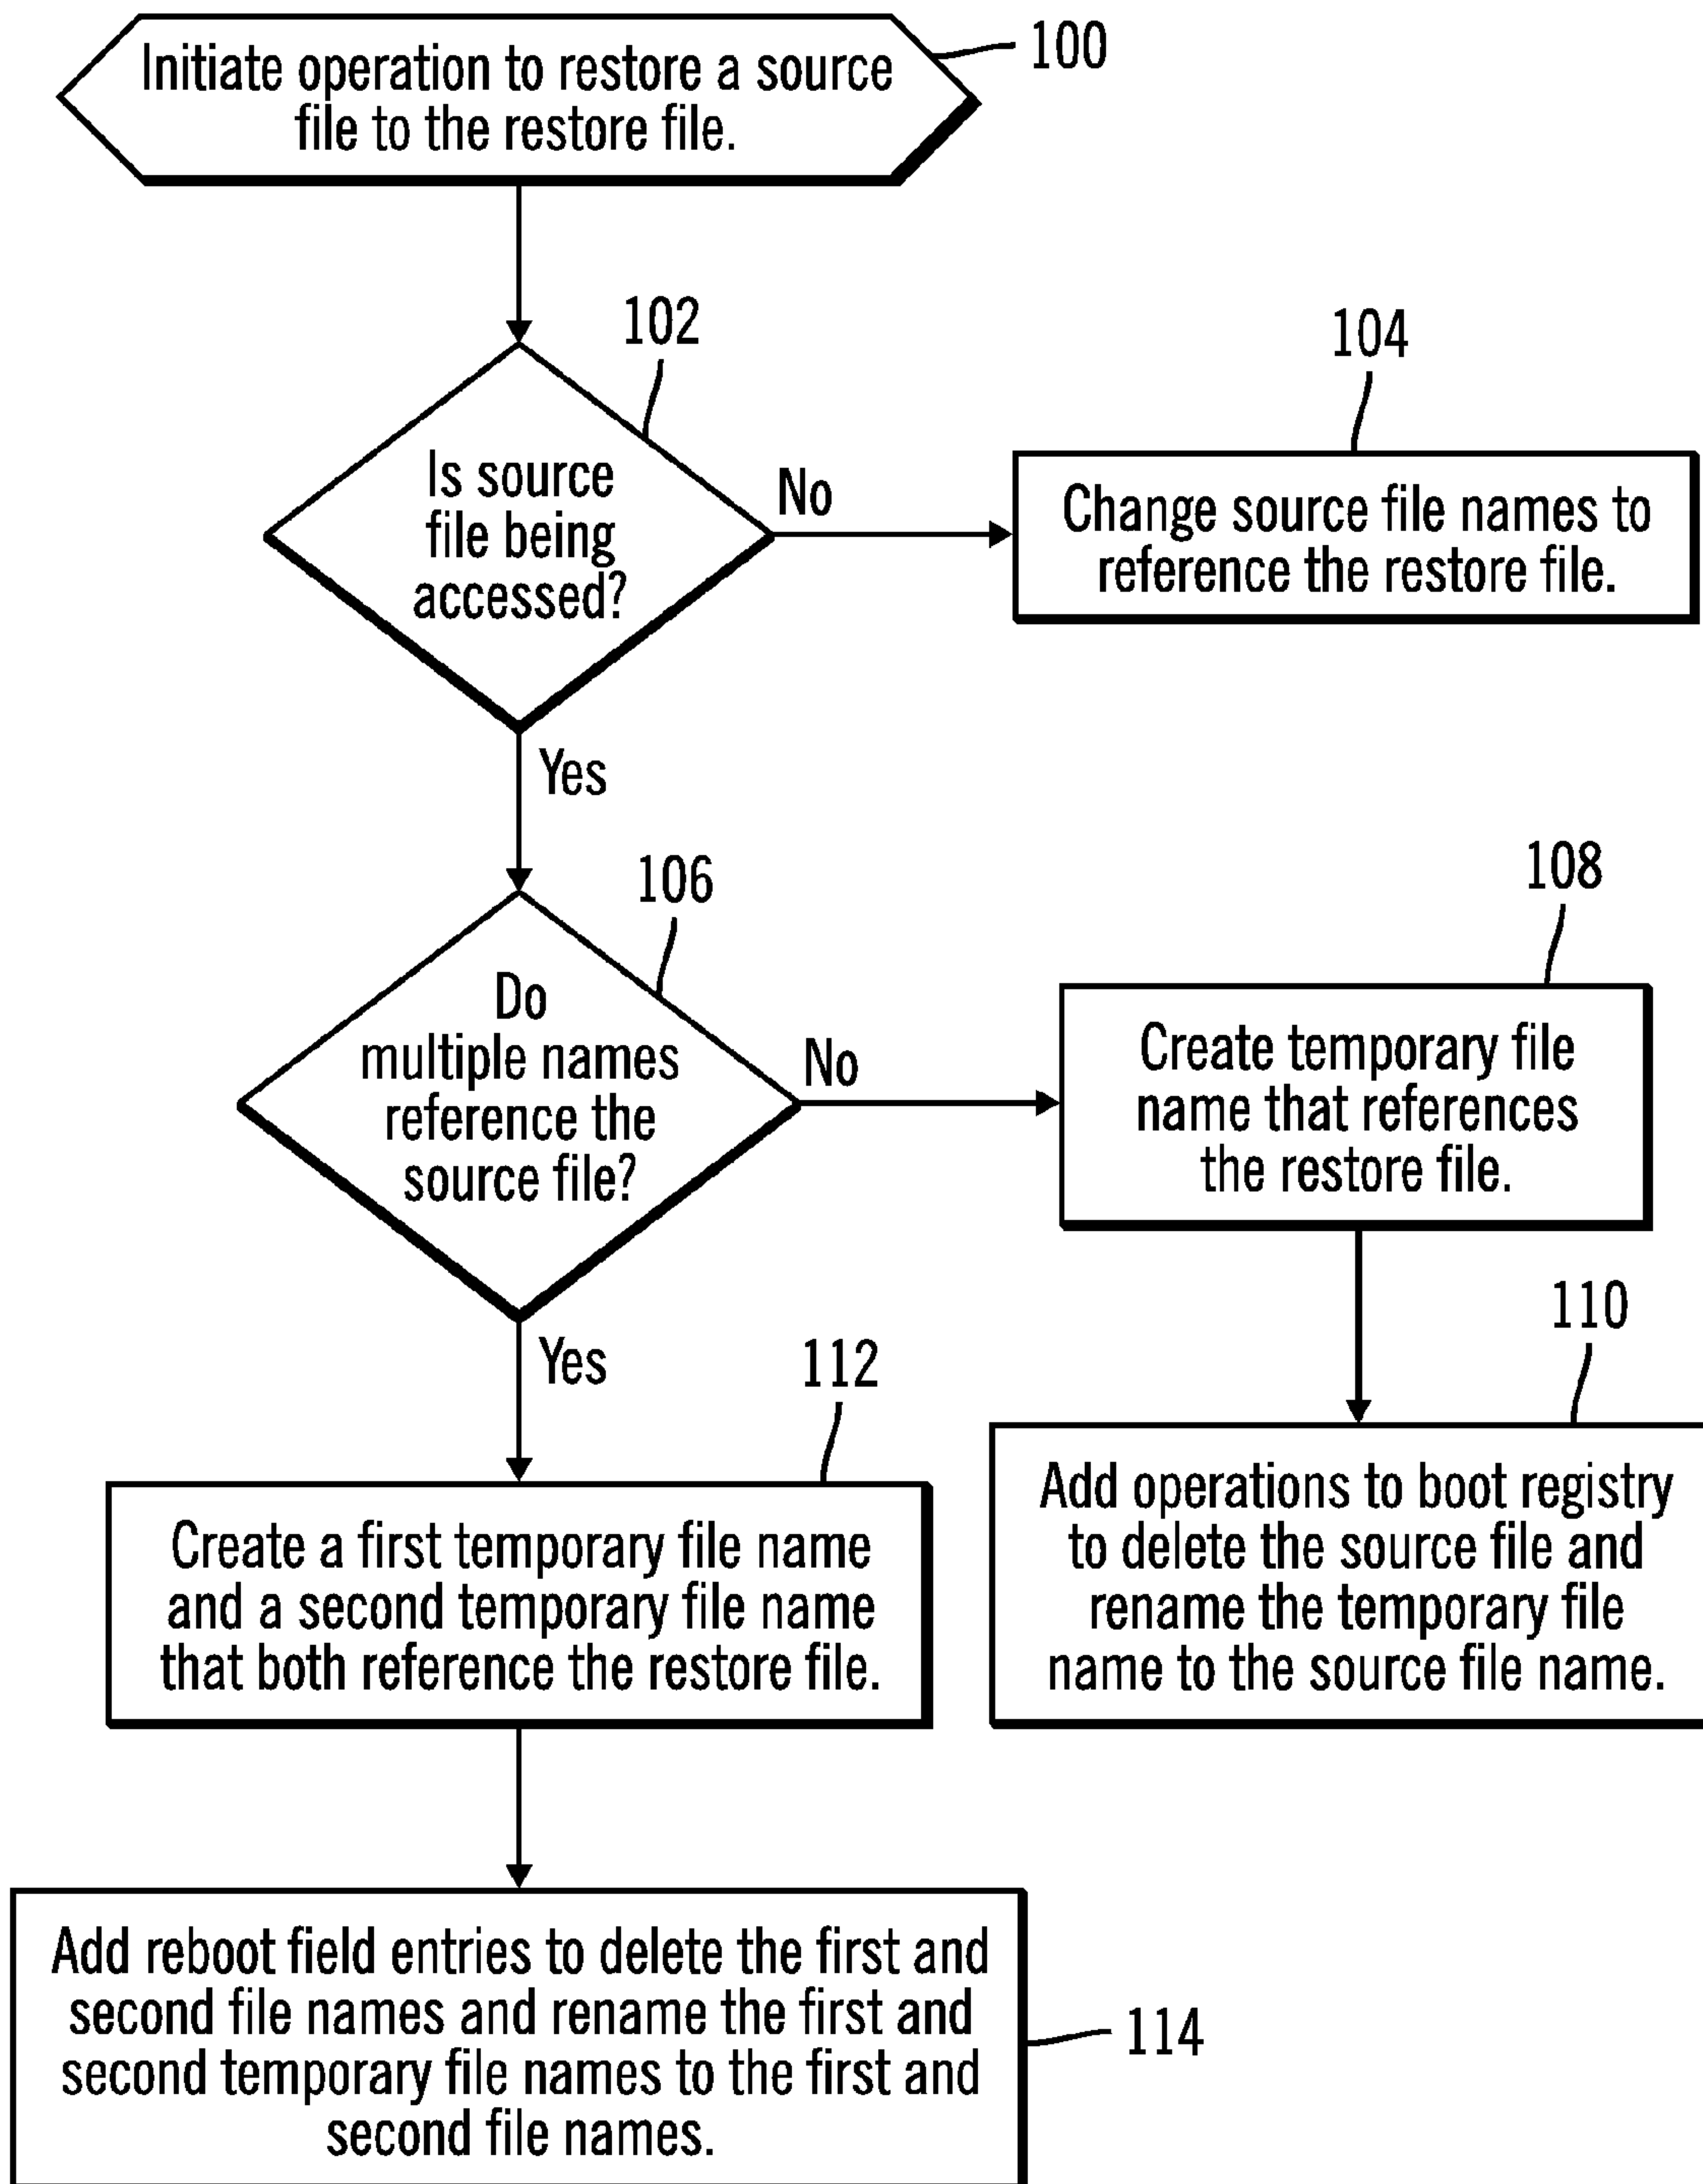 Initiate operation to restore a source
file to the restore file.
100
102
Is source
file being
accessed?
No
104
Change source file names to
reference the restore file.
Yes
106
Do
multiple names
reference the
source file?
No
108
Create temporary file
name that references
the restore file.
110
Add operations to boot registry
to delete the source file and
rename the temporary file
name to the source file name.
Yes
112
Create a first temporary file name
and a second temporary file name
that both reference the restore file.
Add reboot field entries to delete the first and
second file names and rename the first and
second temporary file names to the first and
second file names.
114